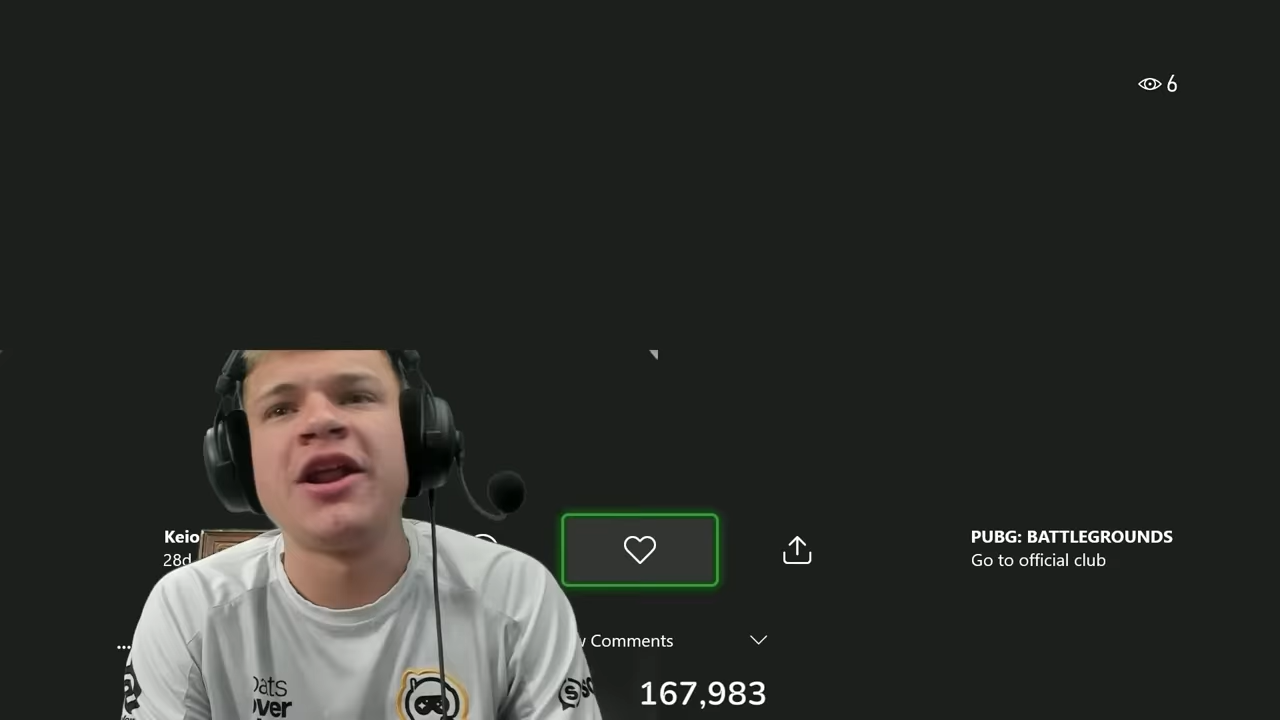 6
Keio
28d
PUBG: BATTLEGROUNDS
Go to official club
... Comments
167,983